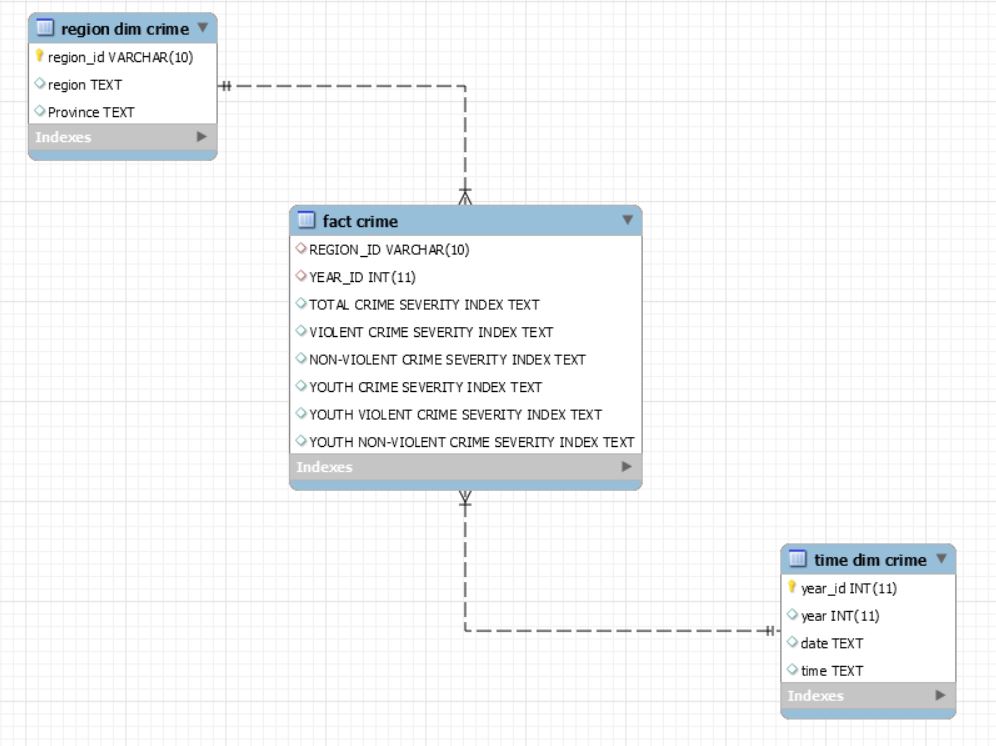 region dim crime
region_id VARCHAR(10)
region TEXT
Province TEXT
Indexes
fact crime
REGION_ID VARCHAR(10)
YEAR_ID INT(11)
TOTAL CRIME SEVERITY INDEX TEXT
VIOLENT CRIME SEVERITY INDEX TEXT
NON-VIOLENT CRIME SEVERITY INDEX TEXT
YOUTH CRIME SEVERITY INDEX TEXT
YOUTH VIOLENT CRIME SEVERITY INDEX TEXT
YOUTH NON-VIOLENT CRIME SEVERITY INDEX TEXT
Indexes
time dim crime
year_id INT(11)
year INT(11)
date TEXT
time TEXT
Indexes